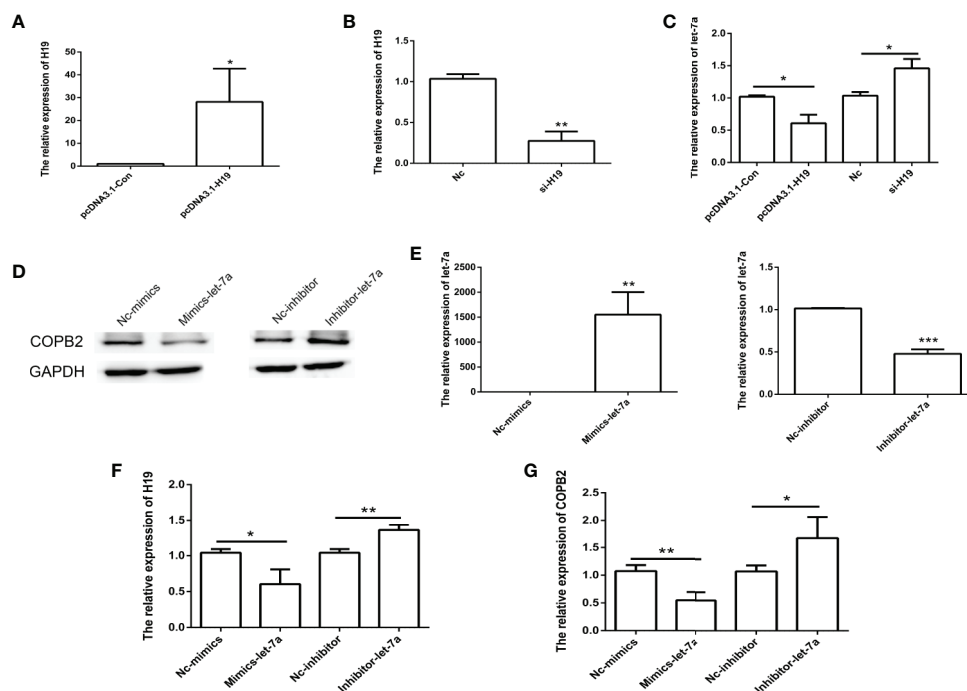 A
The relative expression of H19
50
40
30
20
10
0
*
pcDNA3.1-Con
pcDNA3.1-H19
B
The relative expression of H19
1.5
1.0
0.5
0.0
**
Nc
si-H19
C
The relative expression of let-7a
2.0
1.5
1.0
0.5
0.0
*
*
pcDNA3.1-Con
pcDNA3.1-H19
Nc
si-H19
D
Nc-mimics
Mimics-let-7a
Nc-inhibitor
Inhibitor-let-7a
COPB2
GAPDH
E
The relative expression of let-7a
2500
2000
1500
1000
500
0
**
Nc-mimics
Mimics-let-7a
The relative expression of let-7a
1.5
1.0
0.5
0.0
***
Nc-inhibitor
Inhibitor-let-7a
F
The relative expression of H19
2.0
1.5
1.0
0.5
0.0
*
**
Nc-mimics
Mimics-let-7a
Nc-inhibitor
Inhibitor-let-7a
G
The relative expression of COPB2
2.5
2.0
1.5
1.0
0.5
0.0
**
*
Nc-mimics
Mimics-let-7a
Nc-inhibitor
Inhibitor-let-7a